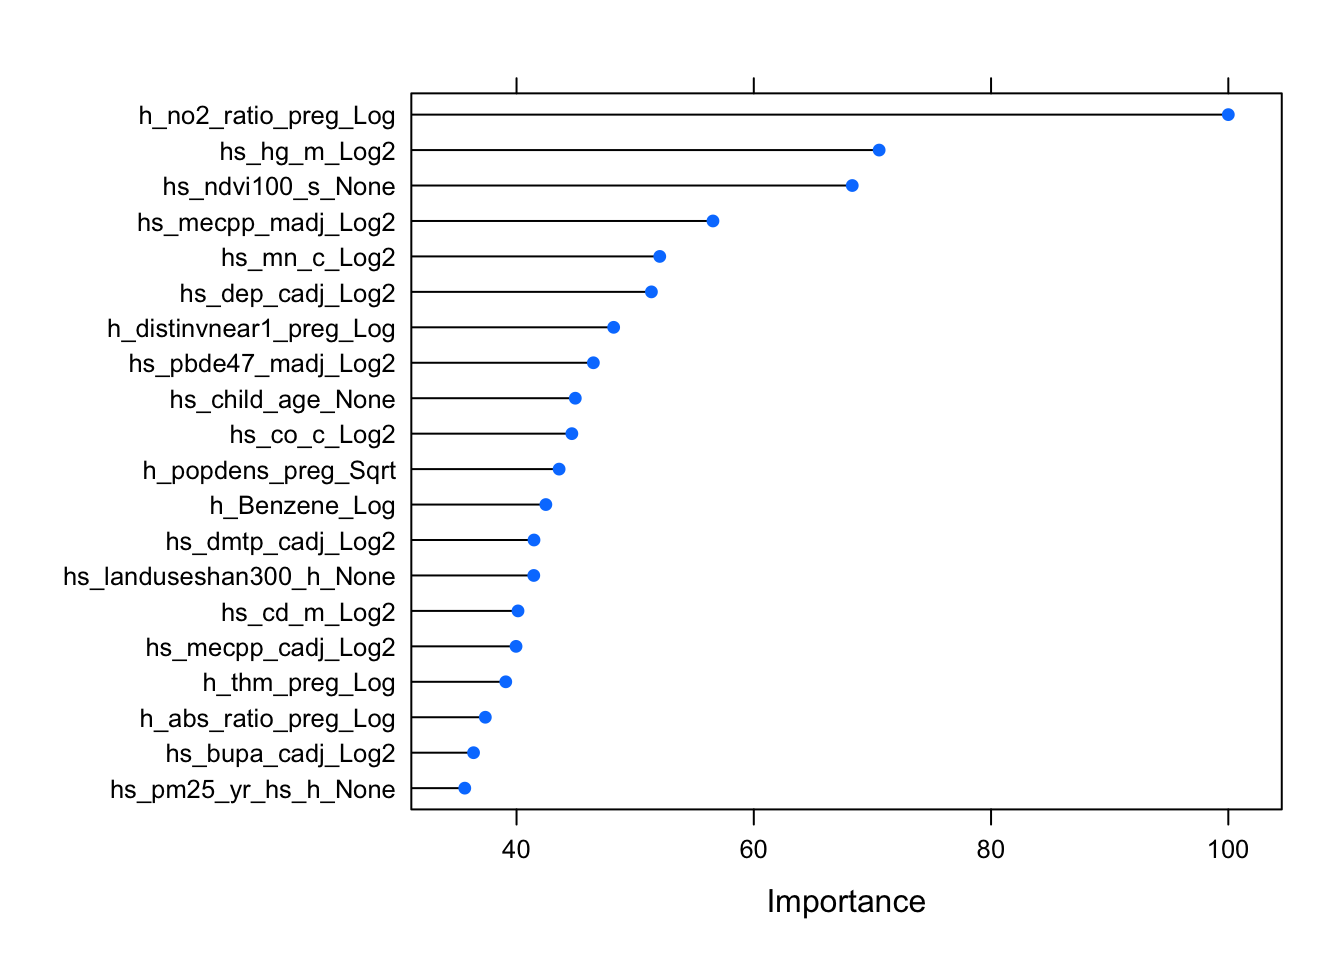 h_no2_ratio_preg_Log
hs_hg_m_Log2
hs_ndvi100_s_None
hs_mecpp_madj_Log2
hs_mn_c_Log2
hs_dep_cadj_Log2
h_distinvnear1_preg_Log
hs_pbde47_madj_Log2
hs_child_age_None
hs_co_c_Log2
h_popdens_preg_Sqrt
h_Benzene_Log
hs_dmtp_cadj_Log2
hs_landuseshan300_h_None
hs_cd_m_Log2
hs_mecpp_cadj_Log2
h_thm_preg_Log
h_abs_ratio_preg_Log
hs_bupa_cadj_Log2
hs_pm25_yr_hs_h_None
40 60 80 100
Importance